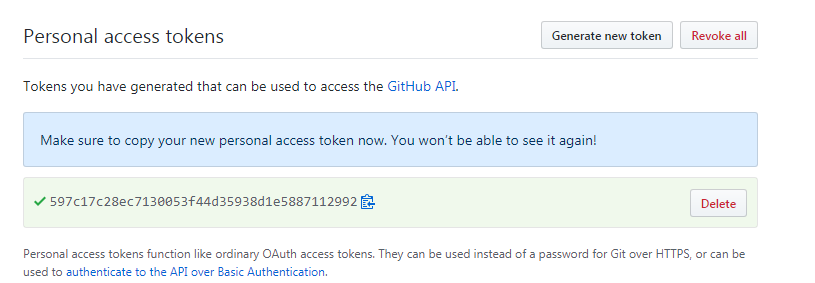 Personal access tokens
Generate new token
Revoke all
Tokens you have generated that can be used to access the GitHub API.
Make sure to copy your new personal access token now. You won't be able to see it again!
597c17c28ec7130053f44d35938d1e5887112992
Delete
Personal access tokens function like ordinary OAuth access tokens. They can be used instead of a password for Git over HTTPS, or can be
used to authenticate to the API over Basic Authentication.